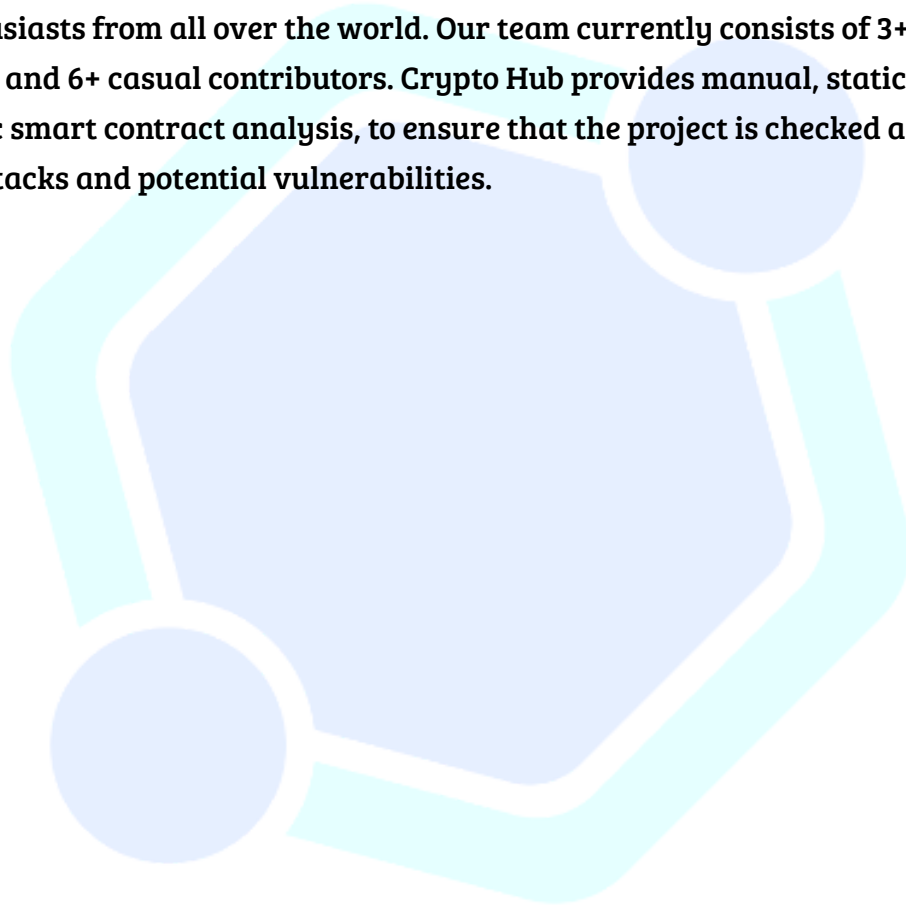 usiasts from all over the world. Our team currently consists of 3+
and 6+ casual contributors. Crypto Hub provides manual, static
c smart contract analysis, to ensure that the project is checked a
tacks and potential vulnerabilities.